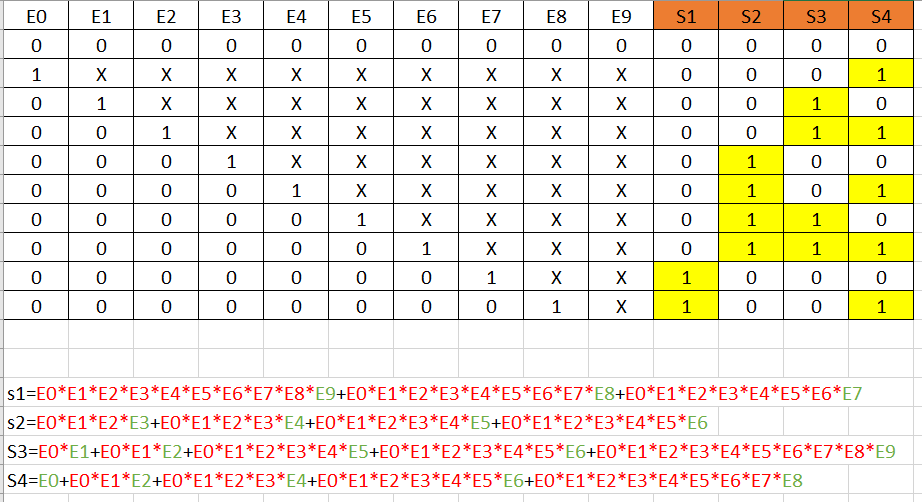 E0 E1 E2 E3 E4 E5 E6 E7 E8 E9 S1 S2 S3 S4
0 0 0 0 0 0 0 0 0 0 0 0 0 0
1 X X X X X X X X X 0 0 0 1
0 1 X X X X X X X X 0 0 1 0
0 0 1 X X X X X X X 0 0 1 1
0 0 0 1 X X X X X X 0 1 0 0
0 0 0 0 1 X X X X X 0 1 0 1
0 0 0 0 0 1 X X X X 0 1 1 0
0 0 0 0 0 0 1 X X X 0 1 1 1
0 0 0 0 0 0 0 1 X X 1 0 0 0
0 0 0 0 0 0 0 0 1 X 1 0 0 1
s1=E0*E1*E2*E3*E4*E5*E6*E7*E8*E9+E0*E1*E2*E3*E4*E5*E6*E7*E8+E0*E1*E2*E3*E4*E5*E6*E7
s2=E0*E1*E2*E3+E0*E1*E2*E3*E4+E0*E1*E2*E3*E4*E5+E0*E1*E2*E3*E4*E5*E6
S3=E0*E1+E0*E1*E2+E0*E1*E2*E3*E4*E5+E0*E1*E2*E3*E4*E5*E6+E0*E1*E2*E3*E4*E5*E6*E7*E8*E9
S4=E0+E0*E1*E2+E0*E1*E2*E3*E4+E0*E1*E2*E3*E4*E5*E6+E0*E1*E2*E3*E4*E5*E6*E7*E8